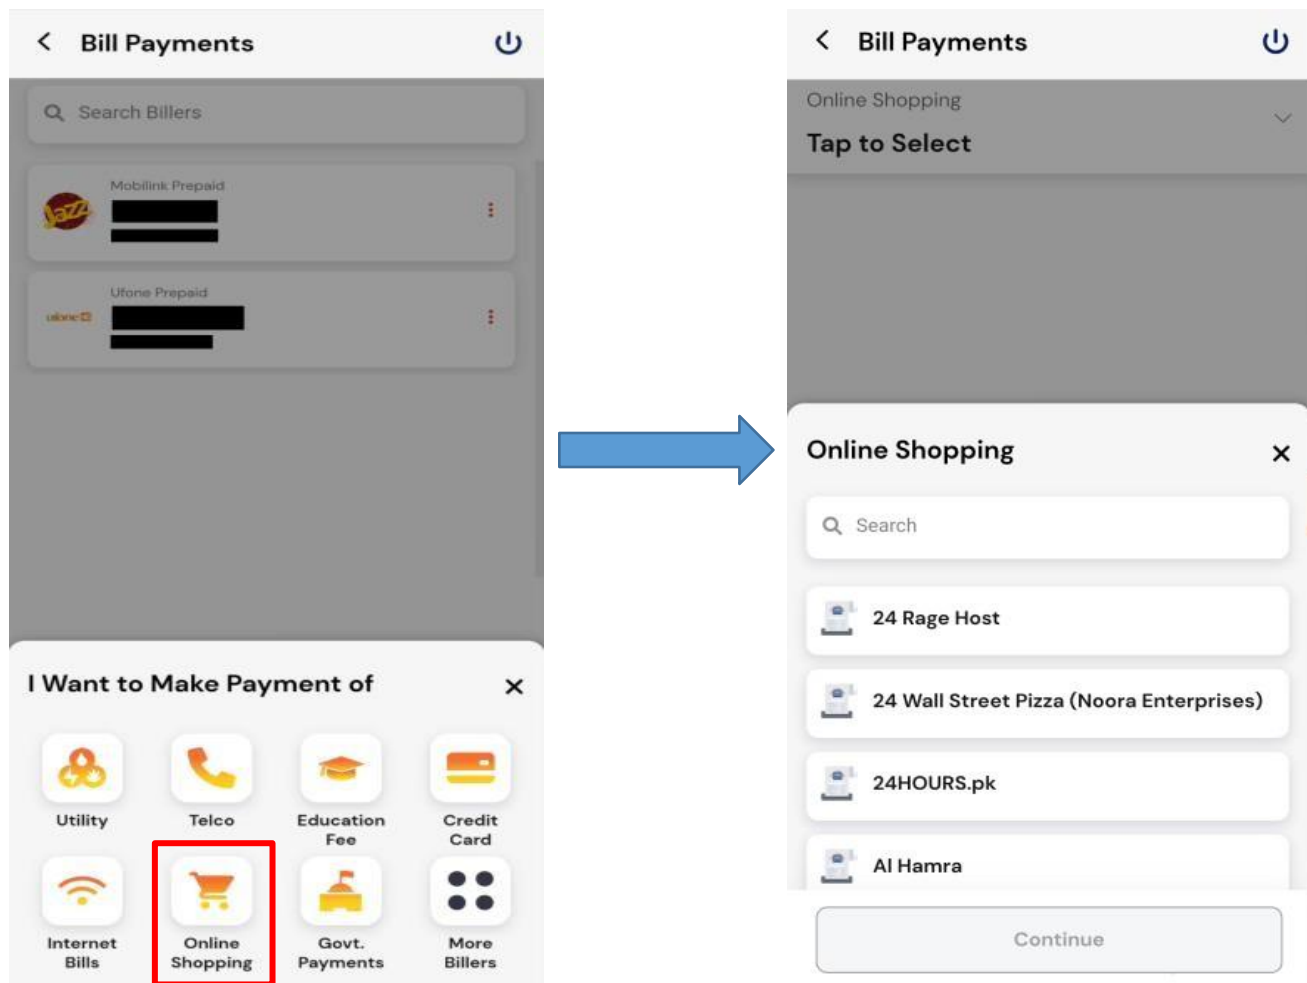 Bill Payments
Search Billers
Mobilink Prepaid
Jazz
Ufone Prepaid
ufone
I Want to Make Payment of
Utility
Telco
Education
Fee
Credit
Card
Internet
Bills
Online
Shopping
Govt.
Payments
More
Billers
Bill Payments
Online Shopping
Tap to Select
Online Shopping
Search
24 Rage Host
24 Wall Street Pizza (Noora Enterprises)
24HOURS.pk
Al Hamra
Continue